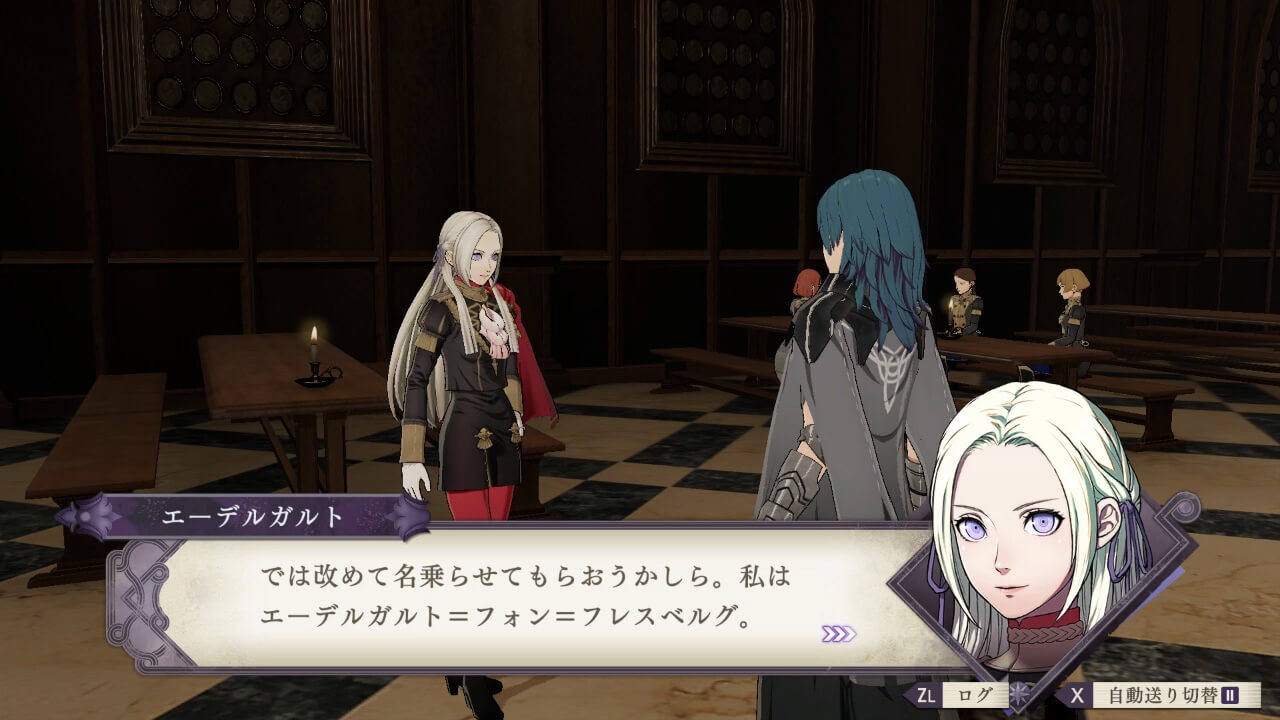 エーデルガルト
では改めて名乗らせてもらおうかしら。私は
エーデルガルト=フォン=フレスベルグ。
ZL ログ X 自動送り切替